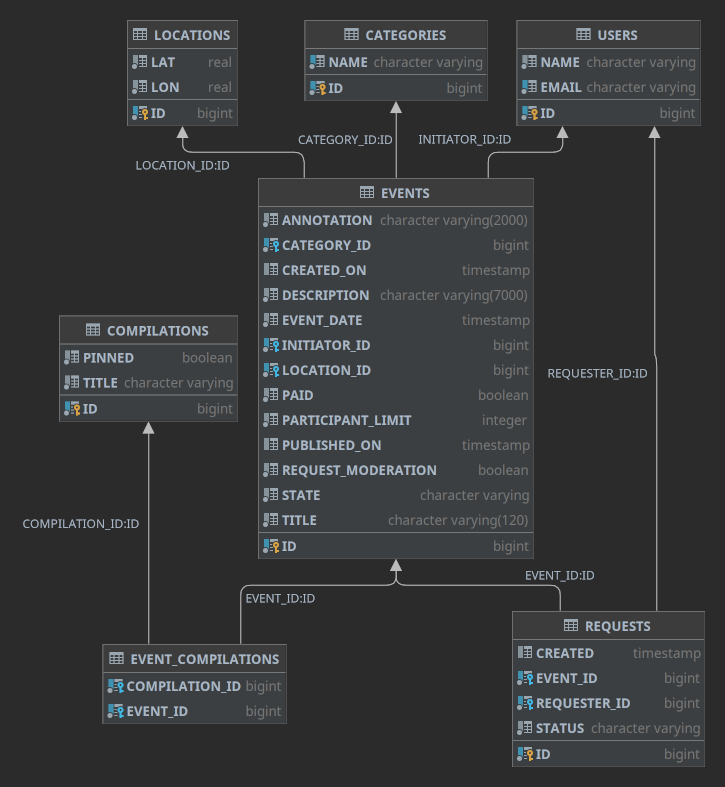 LOCATIONS
LAT real
LON real
ID bigint
CATEGORIES
NAME character varying
ID bigint
USERS
NAME character varying
EMAIL character varying
ID bigint
LOCATION_ID:ID
CATEGORY_ID:ID
INITIATOR_ID:ID
EVENTS
ANNOTATION character varying(2000)
CATEGORY_ID bigint
CREATED_ON timestamp
DESCRIPTION character varying(7000)
EVENT_DATE timestamp
INITIATOR_ID bigint
LOCATION_ID bigint
PAID boolean
PARTICIPANT_LIMIT integer
PUBLISHED_ON timestamp
REQUEST_MODERATION boolean
STATE character varying
TITLE character varying(120)
ID bigint
COMPILATIONS
PINNED boolean
TITLE character varying
ID bigint
REQUESTER_ID:ID
COMPILATION_ID:ID
EVENT_ID:ID
EVENT_ID:ID
EVENT_COMPILATIONS
COMPILATION_ID bigint
EVENT_ID bigint
REQUESTS
CREATED timestamp
EVENT_ID bigint
REQUESTER_ID bigint
STATUS character varying
ID bigint